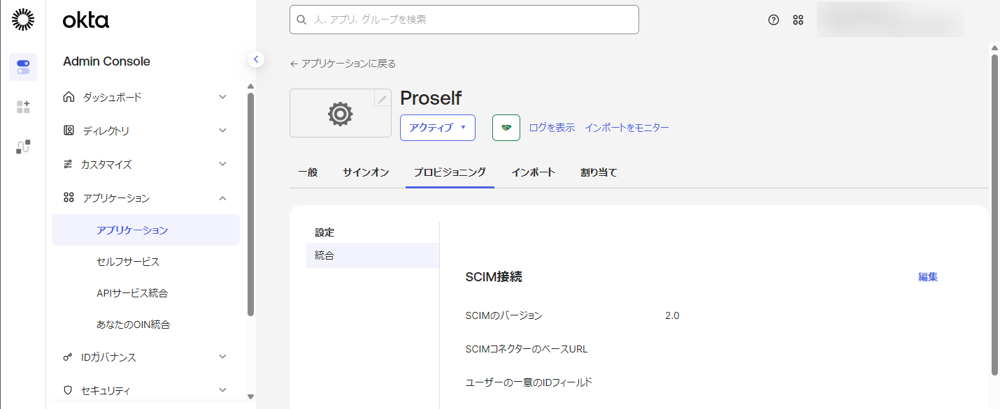 okta
人、アプリ、グループを検索
Admin Console
ダッシュボード
ディレクトリ
カスタマイズ
アプリケーション
アプリケーション
セルフサービス
APIサービス統合
あなたのOIN統合
IDガバナンス
セキュリティ
← アプリケーションに戻る
Proself
アクティブ ▼
ログを表示 インポートをモニター
一般 サインオン プロビジョニング インポート 割り当て
設定
統合
SCIM接続 編集
SCIMのバージョン 2.0
SCIMコネクターのベースURL
ユーザーの一意のIDフィールド